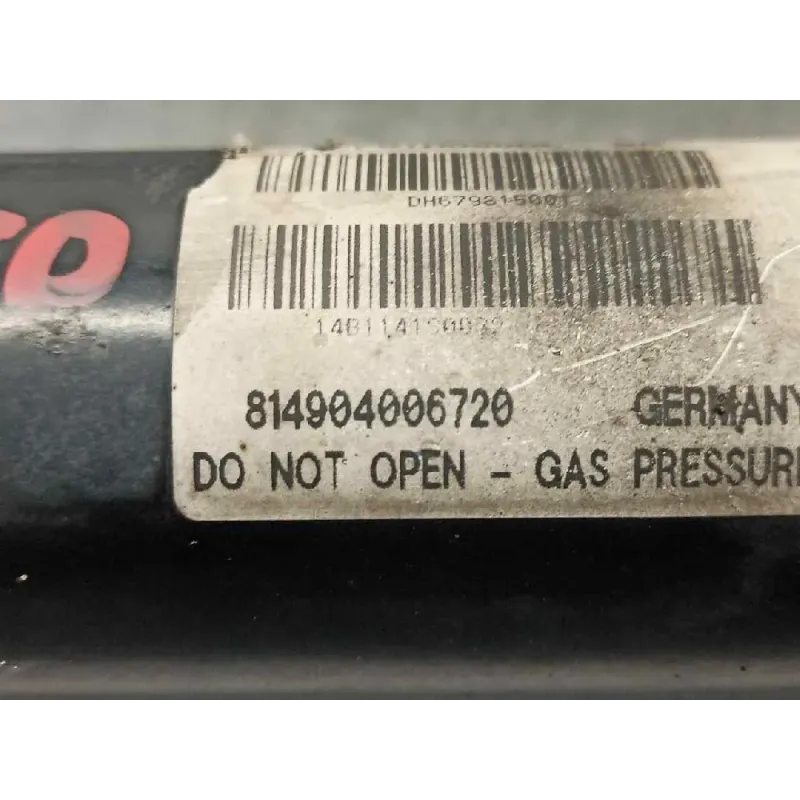 DH67981500
14B1141S0032
814904006720 GERMANY
DO NOT OPEN - GAS PRESSURE